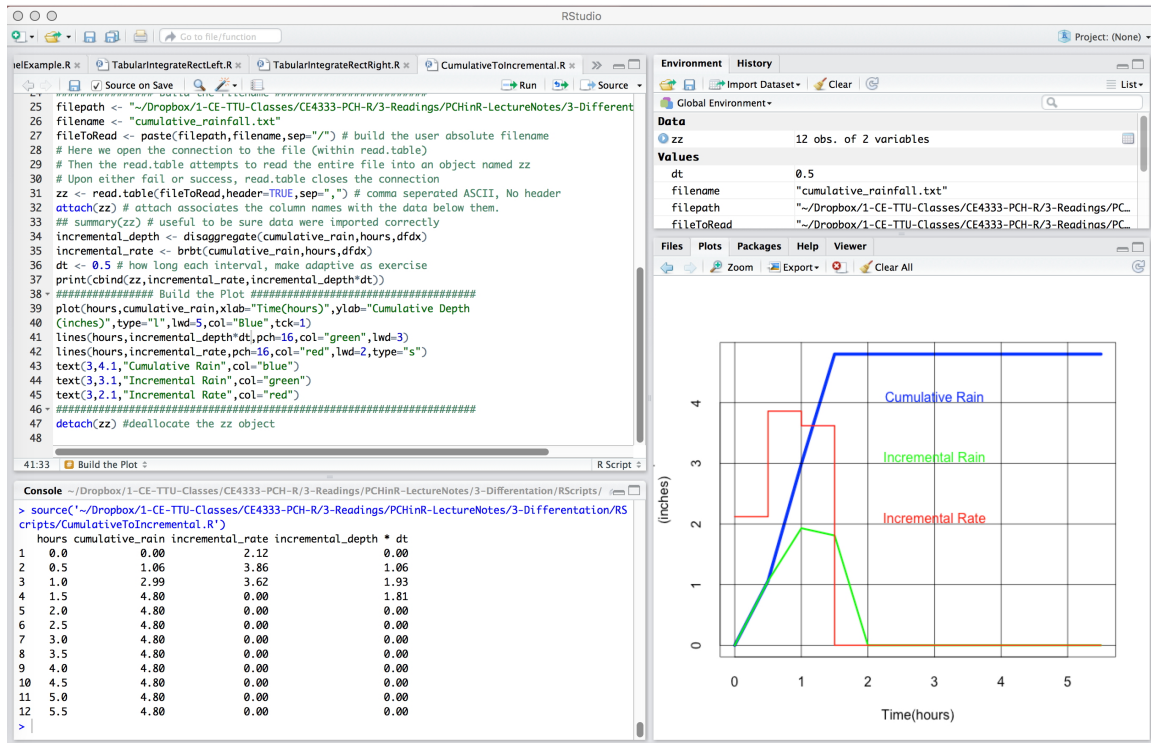 RStudio
Go to file/function
Project: (None)
elExample.R
TabularIntegrateRectLeft.R
TabularIntegrateRectRight.R
CumulativeToIncremental.R
Source on Save
Run
Source
25 filepath <- "~/Dropbox/1-CE-TTU-Classes/CE4333-PCH-R/3-Readings/PCHinR-LectureNotes/3-Different
26 filename <- "cumulative_rainfall.txt"
27 fileToRead <- paste(filepath,filename,sep="/") # build the user absolute filename
28 # Here we open the connection to the file (within read.table)
29 # Then the read.table attempts to read the entire file into an object named zz
30 # Upon either fail or success, read.table closes the connection
31 zz <- read.table(fileToRead,header=TRUE,sep=",") # comma seperated ASCII, No header
32 attach(zz) # attach associates the column names with the data below them.
33 ## summary(zz) # useful to be sure data were imported correctly
34 incremental_depth <- disaggregate(cumulative_rain,hours,dfdx)
35 incremental_rate <- brbt(cumulative_rain,hours,dfdx)
36 dt <- 0.5 # how long each interval, make adaptive as exercise
37 print(cbind(zz,incremental_rate,incremental_depth*dt))
38 ################ Build the Plot #####################################
39 plot(hours,cumulative_rain,xlab="Time(hours)",ylab="Cumulative Depth
40 (inches)",type="l",lwd=5,col="Blue",tck=1)
41 lines(hours,incremental_depth*dt,pch=16,col="green",lwd=3)
42 lines(hours,incremental_rate,pch=16,col="red",lwd=2,type="s")
43 text(3,4.1,"Cumulative Rain",col="blue")
44 text(3,3.1,"Incremental Rain",col="green")
45 text(3,2.1,"Incremental Rate",col="red")
46 #####################################################################
47 detach(zz) #deallocate the zz object
48
41:33 Build the Plot R Script
Console ~/Dropbox/1-CE-TTU-Classes/CE4333-PCH-R/3-Readings/PCHinR-LectureNotes/3-Differentation/RScripts/
> source('~/Dropbox/1-CE-TTU-Classes/CE4333-PCH-R/3-Readings/PCHinR-LectureNotes/3-Differentation/RS
cripts/CumulativeToIncremental.R')
hours cumulative_rain incremental_rate incremental_depth * dt
1 0.0 0.00 2.12 0.00
2 0.5 1.06 3.86 1.06
3 1.0 2.99 3.62 1.93
4 1.5 4.80 0.00 1.81
5 2.0 4.80 0.00 0.00
6 2.5 4.80 0.00 0.00
7 3.0 4.80 0.00 0.00
8 3.5 4.80 0.00 0.00
9 4.0 4.80 0.00 0.00
10 4.5 4.80 0.00 0.00
11 5.0 4.80 0.00 0.00
12 5.5 4.80 0.00 0.00
>
Environment History
Import Dataset Clear List
Global Environment
Data
zz 12 obs. of 2 variables
Values
dt 0.5
filename "cumulative_rainfall.txt"
filepath "~/Dropbox/1-CE-TTU-Classes/CE4333-PCH-R/3-Readings/PC…
fileToRead "~/Dropbox/1-CE-TTU-Classes/CE4333-PCH-R/3-Readings/PC…
Files Plots Packages Help Viewer
Zoom Export Clear All
Cumulative Rain
Incremental Rain
Incremental Rate
(inches)
4
3
2
1
0
0 1 2 3 4 5
Time(hours)